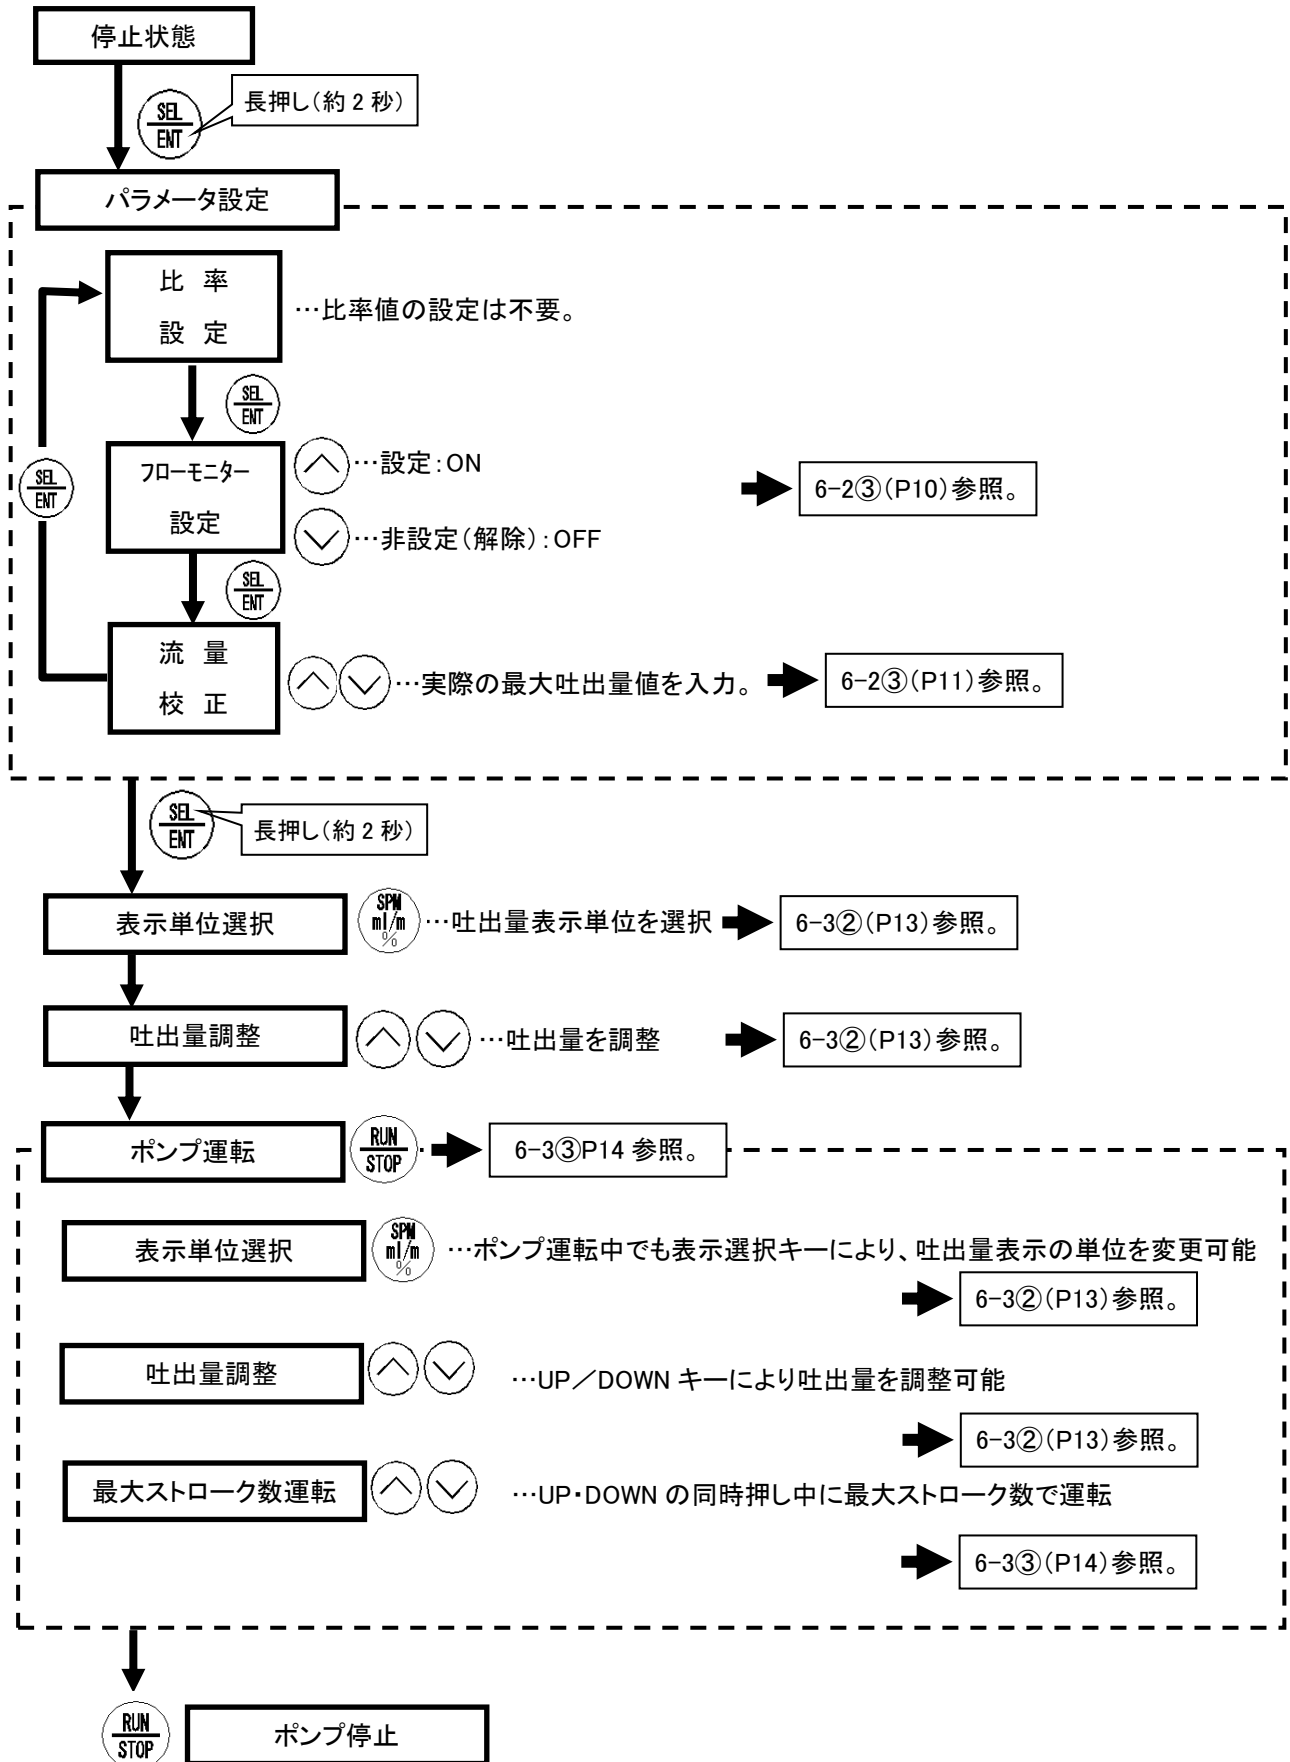 停止状態
SEL
ENT
長押し(約2秒)
パラメータ設定
比 率
設 定
…比率値の設定は不要。
SEL
ENT
SEL
ENT
フローモニター
設定
…設定:ON
…非設定(解除):OFF
6-2③(P10)参照。
SEL
ENT
流 量
校 正
…実際の最大吐出量値を入力。
6-2③(P11)参照。
SEL
ENT
長押し(約2秒)
表示単位選択
SPM
ml/m
%
…吐出量表示単位を選択
6-3②(P13)参照。
吐出量調整
…吐出量を調整
6-3②(P13)参照。
ポンプ運転
RUN
STOP
6-3③P14 参照。
表示単位選択
SPM
ml/m
%
…ポンプ運転中でも表示選択キーにより、吐出量表示の単位を変更可能
6-3②(P13)参照。
吐出量調整
…UP/DOWN キーにより吐出量を調整可能
6-3②(P13)参照。
最大ストローク数運転
…UP・DOWN の同時押し中に最大ストローク数で運転
6-3③(P14)参照。
RUN
STOP
ポンプ停止